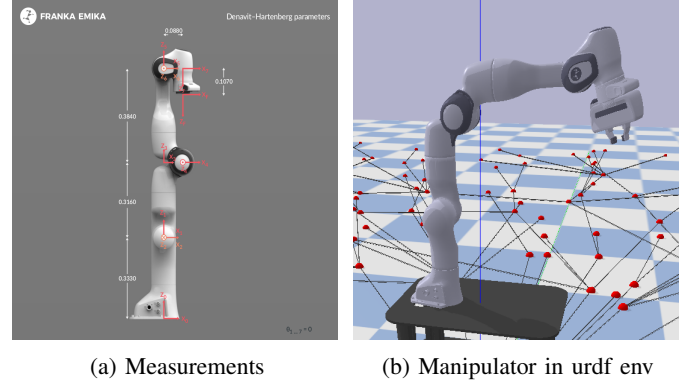 FRANKA EMIKA
Denavit–Hartenberg parameters
0.0880
0.1070
0.3840
0.3160
0.3330
(a) Measurements
(b) Manipulator in urdf env